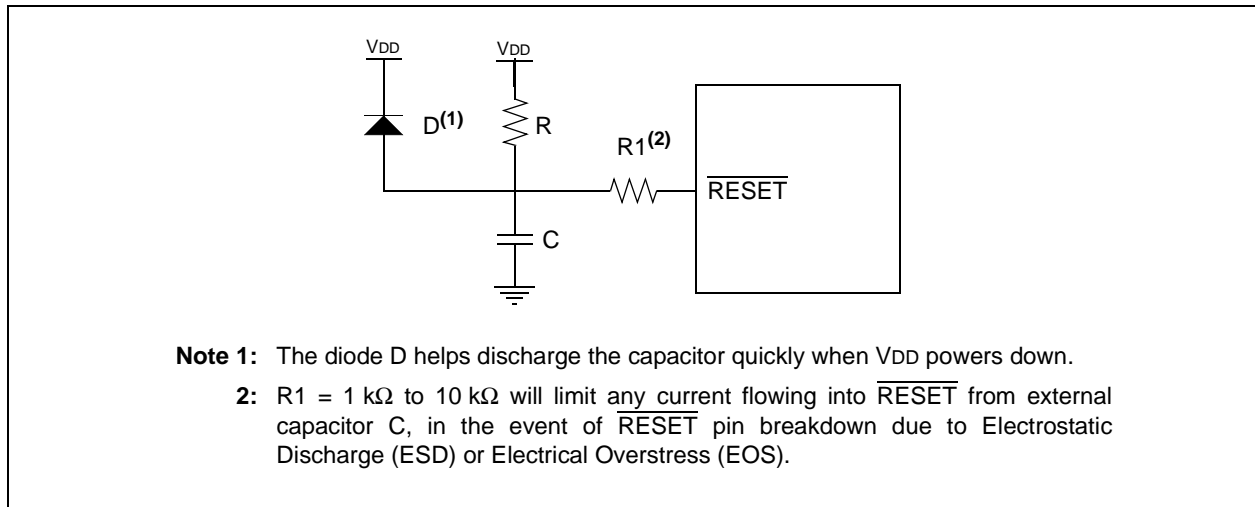 VDD VDD
D(1)
R
R1(2)
RESET
C
Note 1: The diode D helps discharge the capacitor quickly when VDD powers down.
2: R1 = 1 kΩ to 10 kΩ will limit any current flowing into RESET from external
capacitor C, in the event of RESET pin breakdown due to Electrostatic
Discharge (ESD) or Electrical Overstress (EOS).